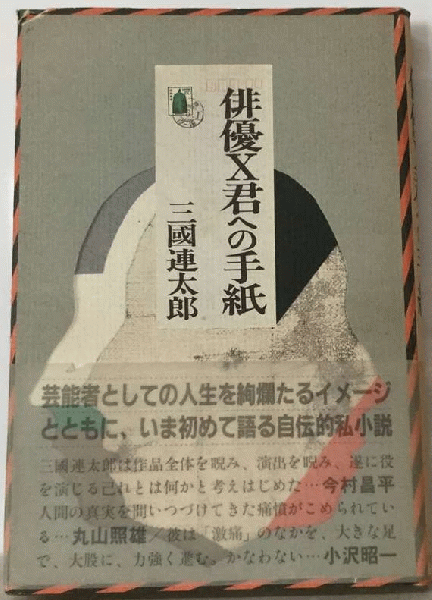 俳優X君への手紙
三國連太郎
芸能者としての人生を絢爛たるイメージ
とともに、いま初めて語る自伝的私小説
三國連太郎は作品全体を睨み、演出を睨み、遂に役
を演じる己れとは何かと考えはじめた…今村昌平
人間の真実を問いつづけてきた痛憤がこめられてい
る…丸山照雄／彼は「激痛」のなかを、大きな足
で、大股に、力強く進む。かなわない…小沢昭一